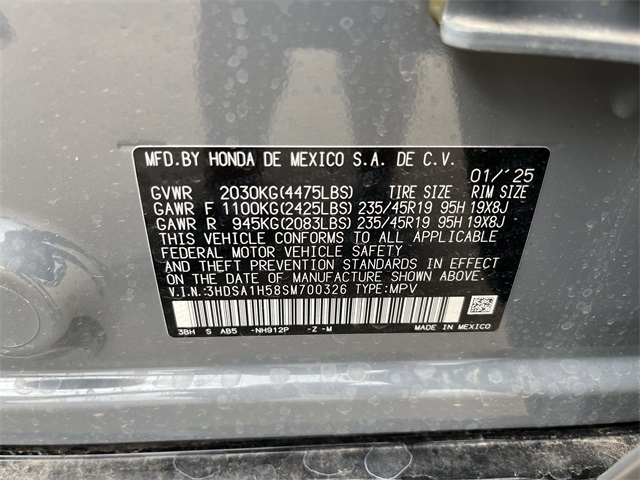 MFD.BY HONDA DE MEXICO S.A. DE C.V.
01/'25
GVWR 2030KG(4475LBS) TIRE SIZE RIM SIZE
GAWR F 1100KG(2425LBS) 235/45R19 95H 19X8J
GAWR R 945KG(2083LBS) 235/45R19 95H 19X8J
THIS VEHICLE CONFORMS TO ALL APPLICABLE
FEDERAL MOTOR VEHICLE SAFETY
AND THEFT PREVENTION STANDARDS IN EFFECT
ON THE DATE OF MANUFACTURE SHOWN ABOVE.
V.I.N.:3HDSA1H58SM700326 TYPE:MPV
3BH S AB5 -NH912P -Z -M MADE IN MEXICO